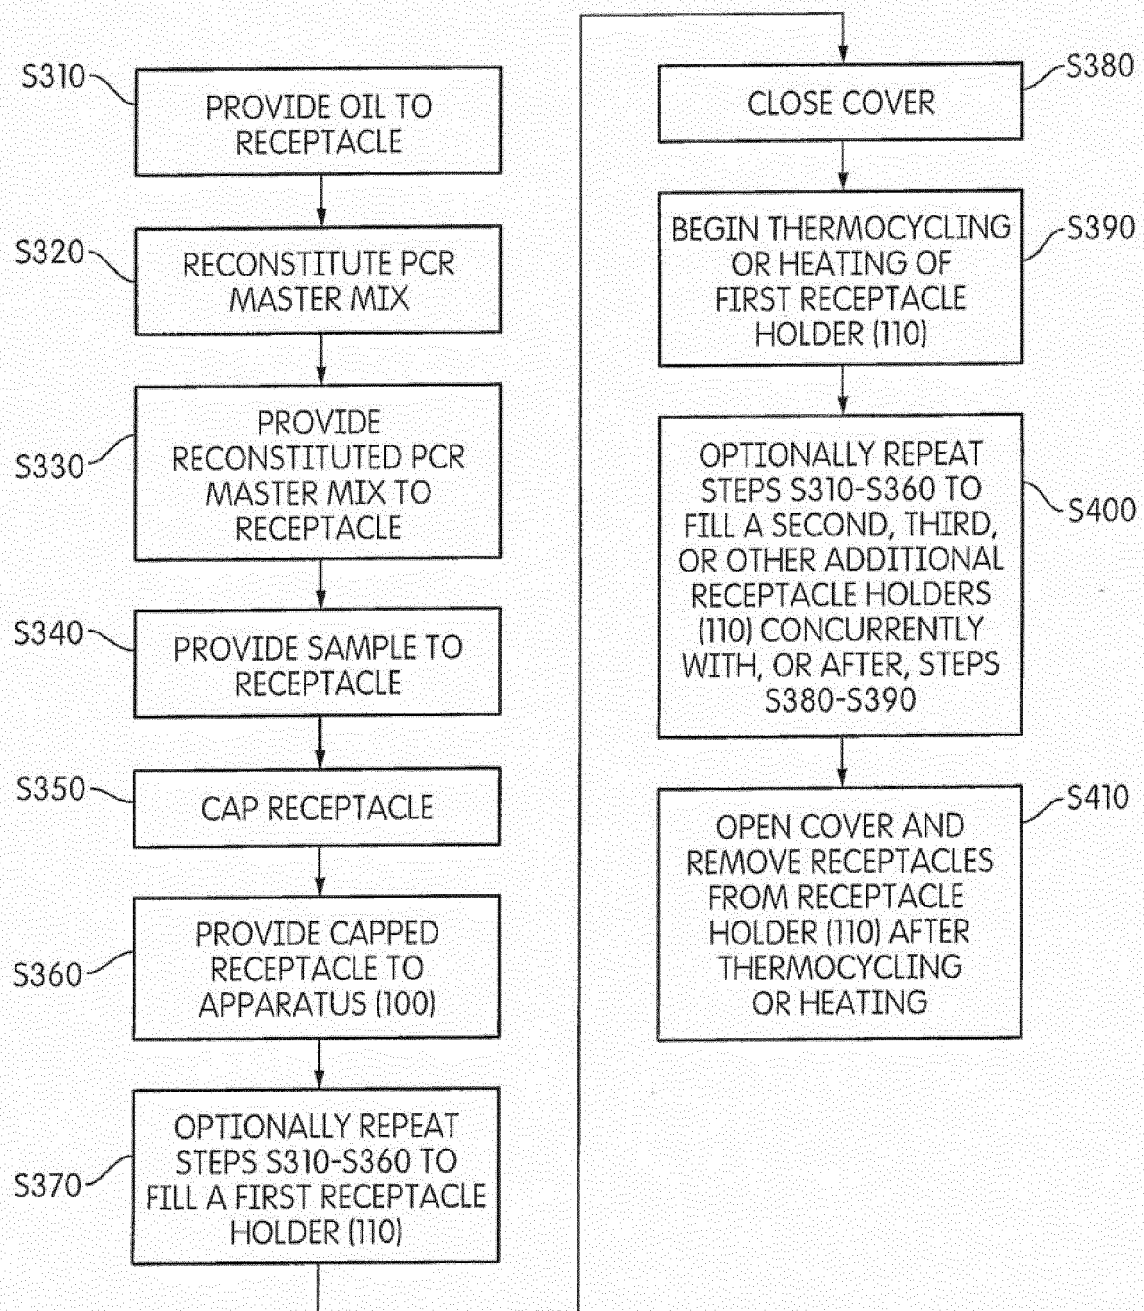 S310
PROVIDE OIL TO
RECEPTACLE
S320
RECONSTITUTE PCR
MASTER MIX
S330
PROVIDE
RECONSTITUTED PCR
MASTER MIX TO
RECEPTACLE
S340
PROVIDE SAMPLE TO
RECEPTACLE
S350
CAP RECEPTACLE
S360
PROVIDE CAPPED
RECEPTACLE TO
APPARATUS (100)
S370
OPTIONALLY REPEAT
STEPS S310-S360 TO
FILL A FIRST RECEPTACLE
HOLDER (110)
S380
CLOSE COVER
S390
BEGIN THERMOCYCLING
OR HEATING OF
FIRST RECEPTACLE
HOLDER (110)
S400
OPTIONALLY REPEAT
STEPS S310-S360 TO
FILL A SECOND, THIRD,
OR OTHER ADDITIONAL
RECEPTACLE HOLDERS
(110) CONCURRENTLY
WITH, OR AFTER, STEPS
S380-S390
S410
OPEN COVER AND
REMOVE RECEPTACLES
FROM RECEPTACLE
HOLDER (110) AFTER
THERMOCYCLING
OR HEATING